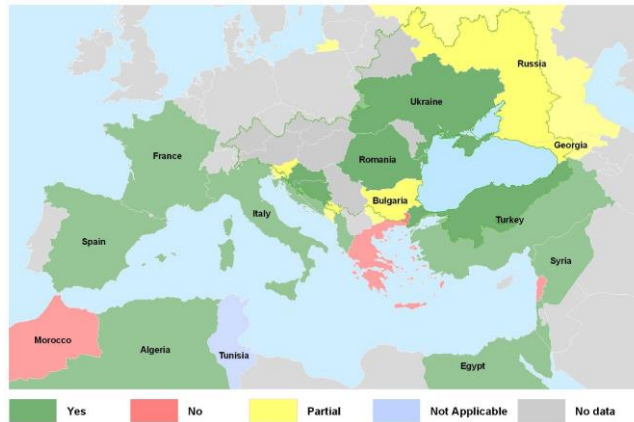 Russia
Ukraine
France
Romania
Georgia
Bulgaria
Italy
Spain
Turkey
Syria
Morocco
Algeria
Tunisia
Egypt
Yes
No
Partial
Not Applicable
No data